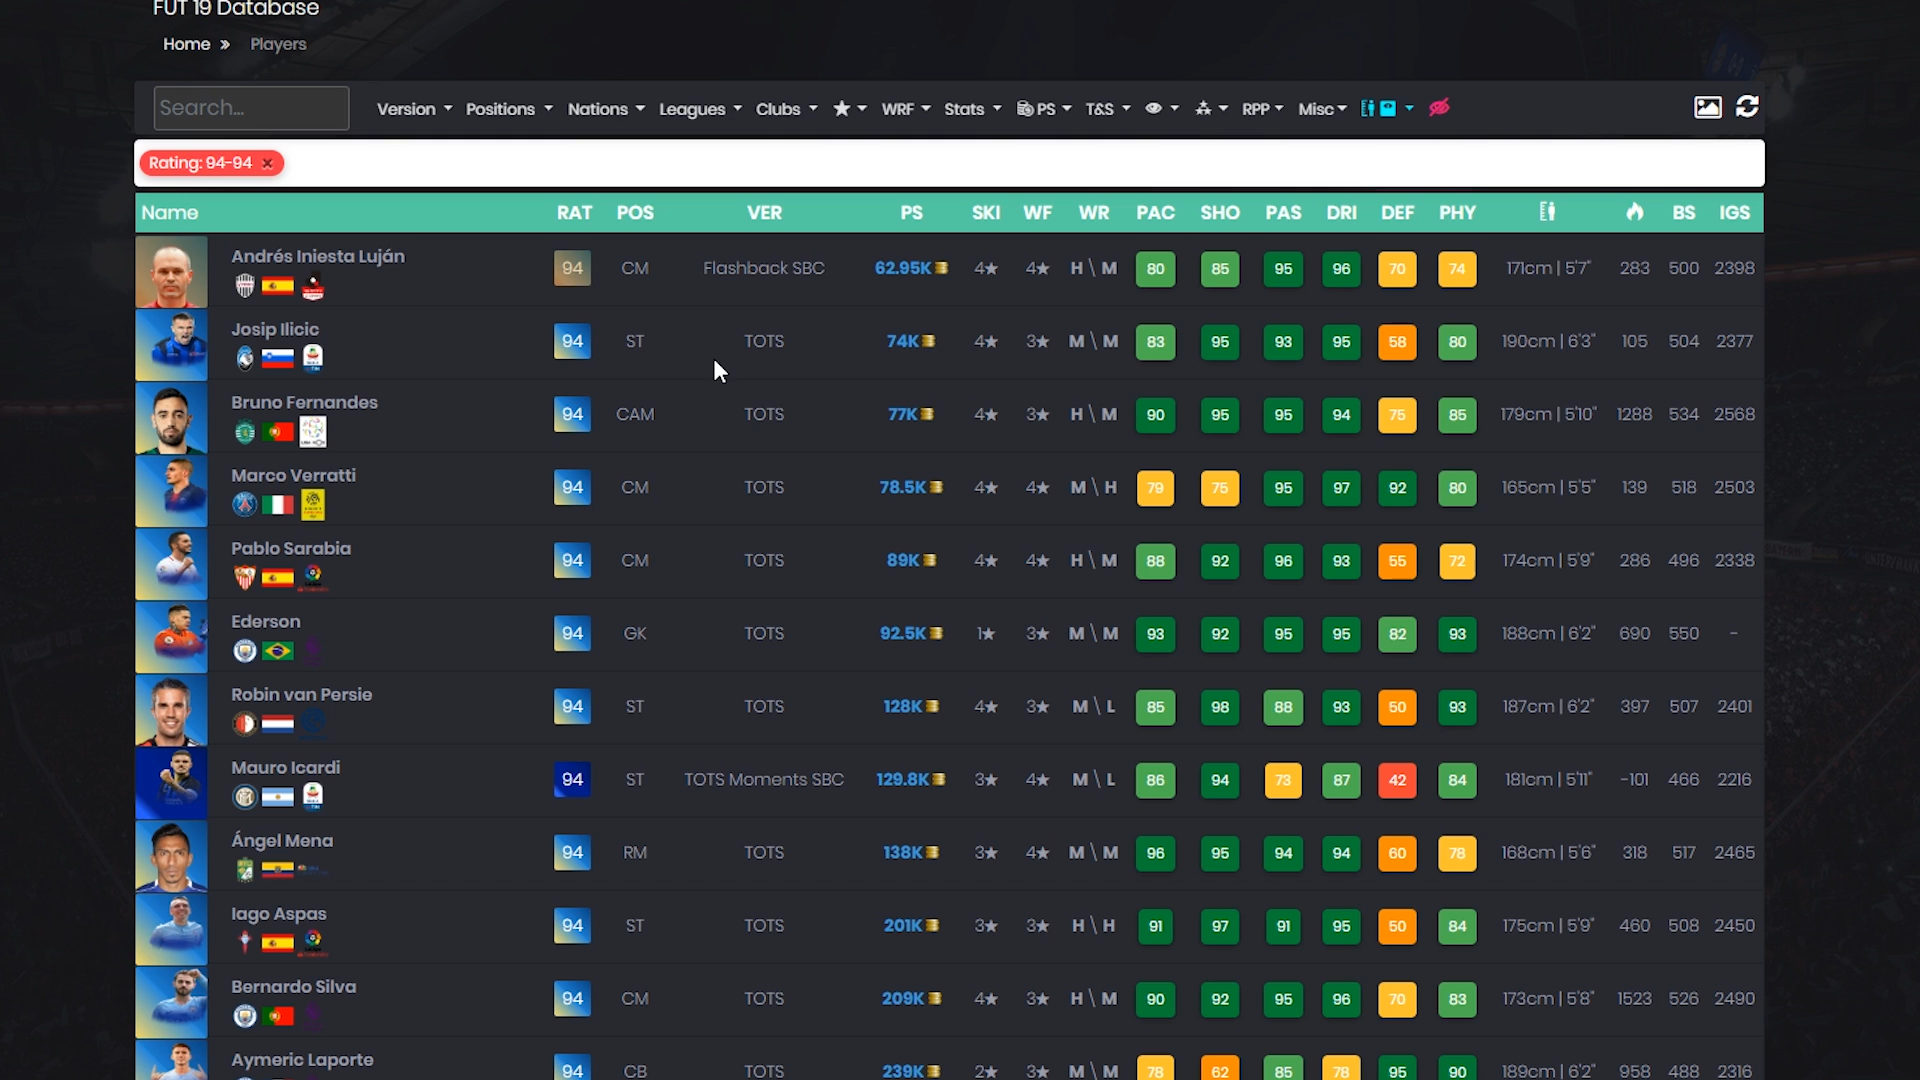 FUT 19 Database
Home » Players
Search... Version Positions Nations Leagues Clubs ★ WRF Stats PS T&S RPP Misc
Rating: 94-94 ×
Name RAT POS VER PS SKI WF WR PAC SHO PAS DRI DEF PHY BS IGS
Andrés Iniesta Luján 94 CM Flashback SBC 62.95K 4★ 4★ H \ M 80 85 95 96 70 74 171cm | 5'7" 283 500 2398
Josip Ilicic 94 ST TOTS 74K 4★ 3★ M \ M 83 95 93 95 58 80 190cm | 6'3" 105 504 2377
Bruno Fernandes 94 CAM TOTS 77K 4★ 3★ H \ M 90 95 95 94 75 85 179cm | 5'10" 1288 534 2568
Marco Verratti 94 CM TOTS 78.5K 4★ 4★ M \ H 79 75 95 97 92 80 165cm | 5'5" 139 518 2503
Pablo Sarabia 94 CM TOTS 89K 4★ 4★ H \ M 88 92 96 93 55 72 174cm | 5'9" 286 496 2338
Ederson 94 GK TOTS 92.5K 1★ 3★ M \ M 93 92 95 95 82 93 188cm | 6'2" 690 550 -
Robin van Persie 94 ST TOTS 128K 4★ 3★ M \ L 85 98 88 93 50 93 187cm | 6'2" 397 507 2401
Mauro Icardi 94 ST TOTS Moments SBC 129.8K 3★ 4★ M \ L 86 94 73 87 42 84 181cm | 5'11" -101 466 2216
Ángel Mena 94 RM TOTS 138K 3★ 4★ M \ M 96 95 94 94 60 78 168cm | 5'6" 318 517 2465
Iago Aspas 94 ST TOTS 201K 3★ 3★ H \ H 91 97 91 95 50 84 175cm | 5'9" 460 508 2450
Bernardo Silva 94 CM TOTS 209K 4★ 3★ H \ M 90 92 95 96 70 83 173cm | 5'8" 1523 526 2490
Aymeric Laporte 94 CB TOTS 239K 2★ 3★ M \ M 78 62 85 78 95 90 189cm | 6'2" 958 488 2316